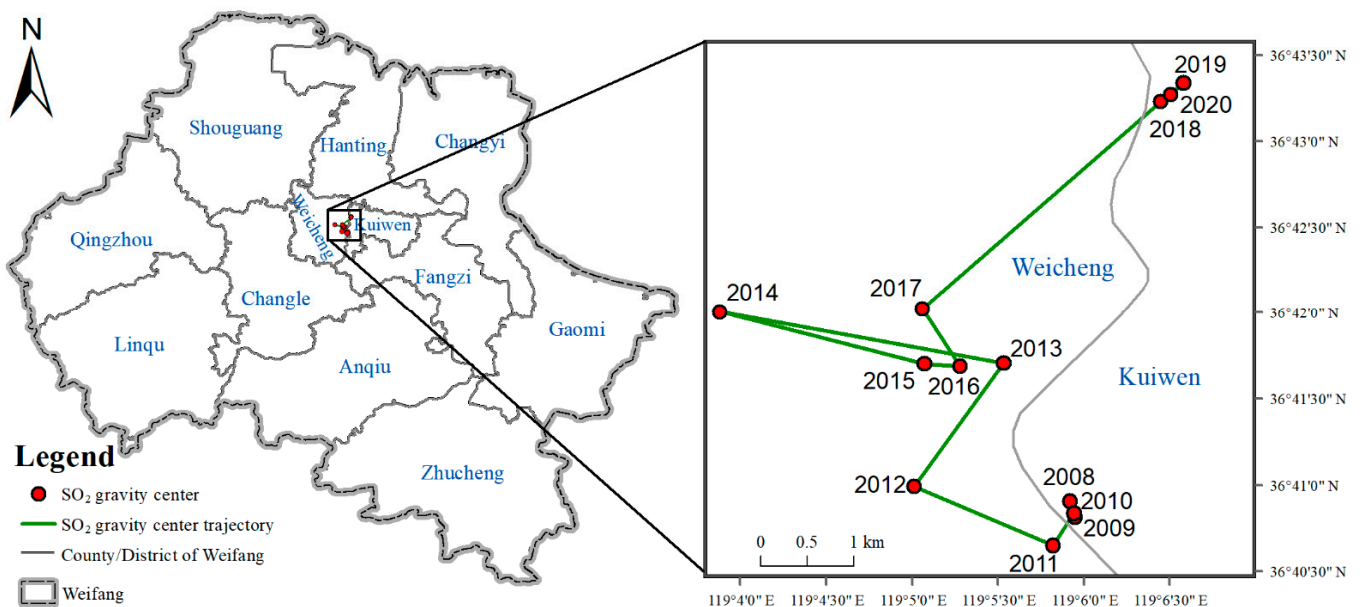 N
Shouguang
Hanting
Changyi
Weicheng
Kuiwen
Qingzhou
Fangzi
Changle
Gaomi
Linqu
Anqiu
Zhucheng
Legend
SO₂ gravity center
SO₂ gravity center trajectory
County/District of Weifang
Weifang
2019
2020
2018
Weicheng
2017
2014
2013
2015
2016
Kuiwen
2008
2012
2010
2009
2011
0 0.5 1 km
36°43'30" N
36°43'0" N
36°42'30" N
36°42'0" N
36°41'30" N
36°41'0" N
36°40'30" N
119°4'0" E 119°4'30" E 119°5'0" E 119°5'30" E 119°6'0" E 119°6'30" E